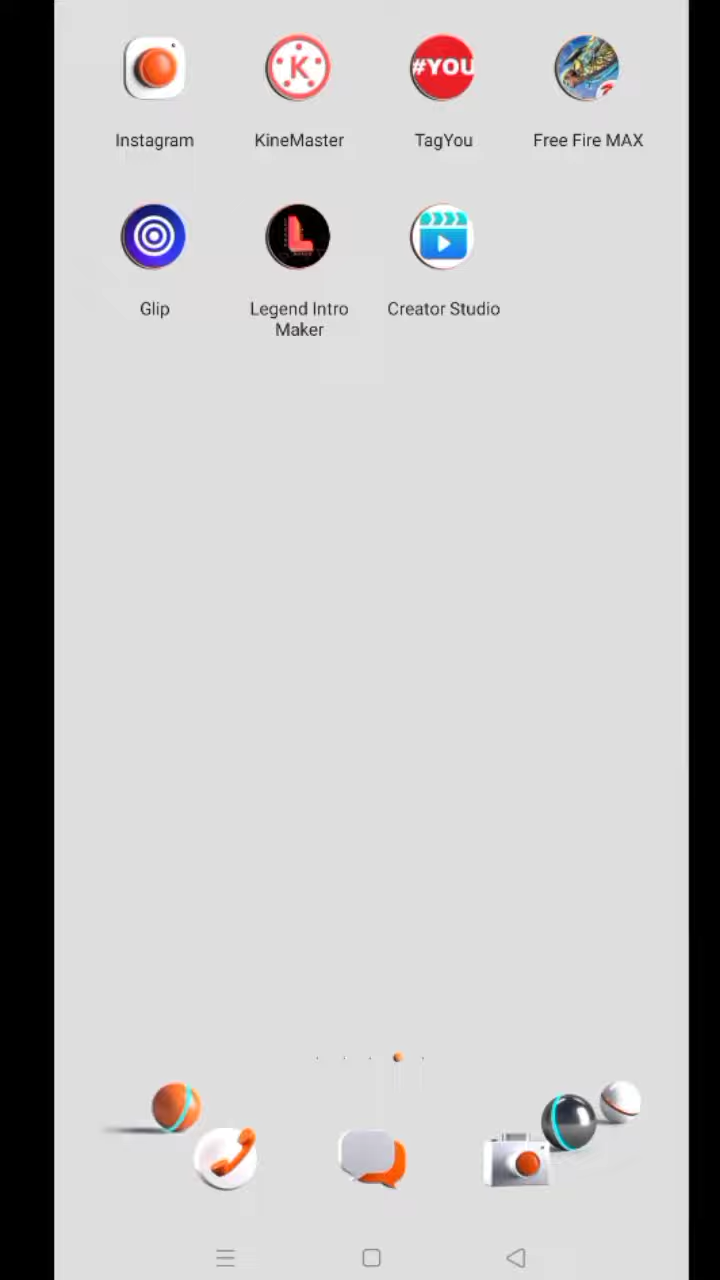 K
#YOU
Instagram
KineMaster
TagYou
Free Fire MAX
L
Glip
Legend Intro
Maker
Creator Studio